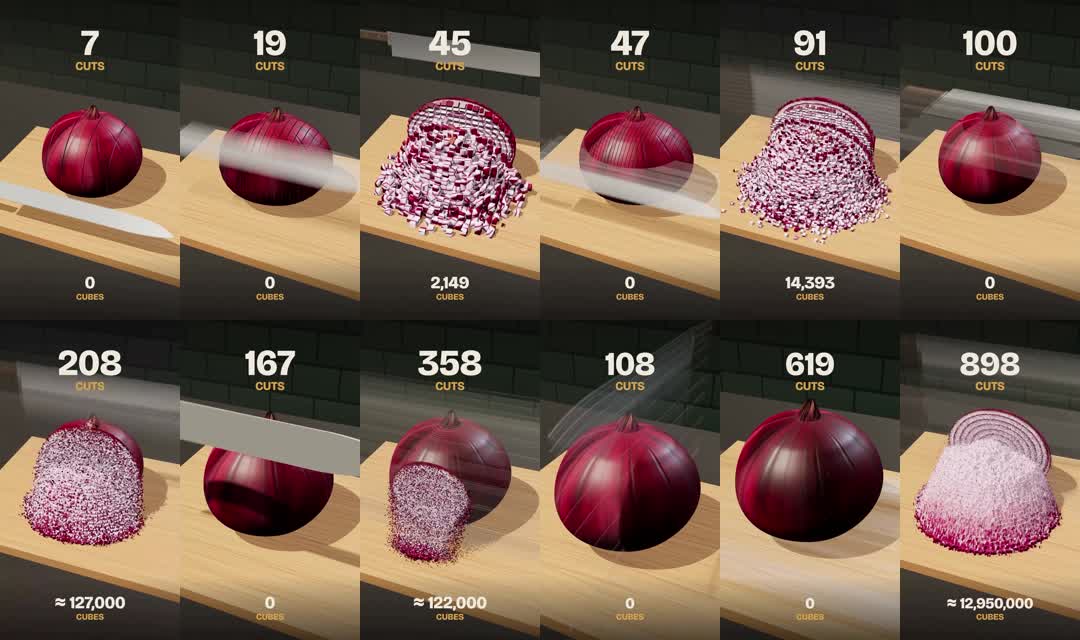 7
CUTS
0
CUBES
19
CUTS
0
CUBES
45
CUTS
2,149
CUBES
47
CUTS
0
CUBES
91
CUTS
14,393
CUBES
100
CUTS
0
CUBES
208
CUTS
≈ 127,000
CUBES
167
CUTS
0
CUBES
358
CUTS
≈ 122,000
CUBES
108
CUTS
0
CUBES
619
CUTS
0
CUBES
898
CUTS
≈ 12,950,000
CUBES